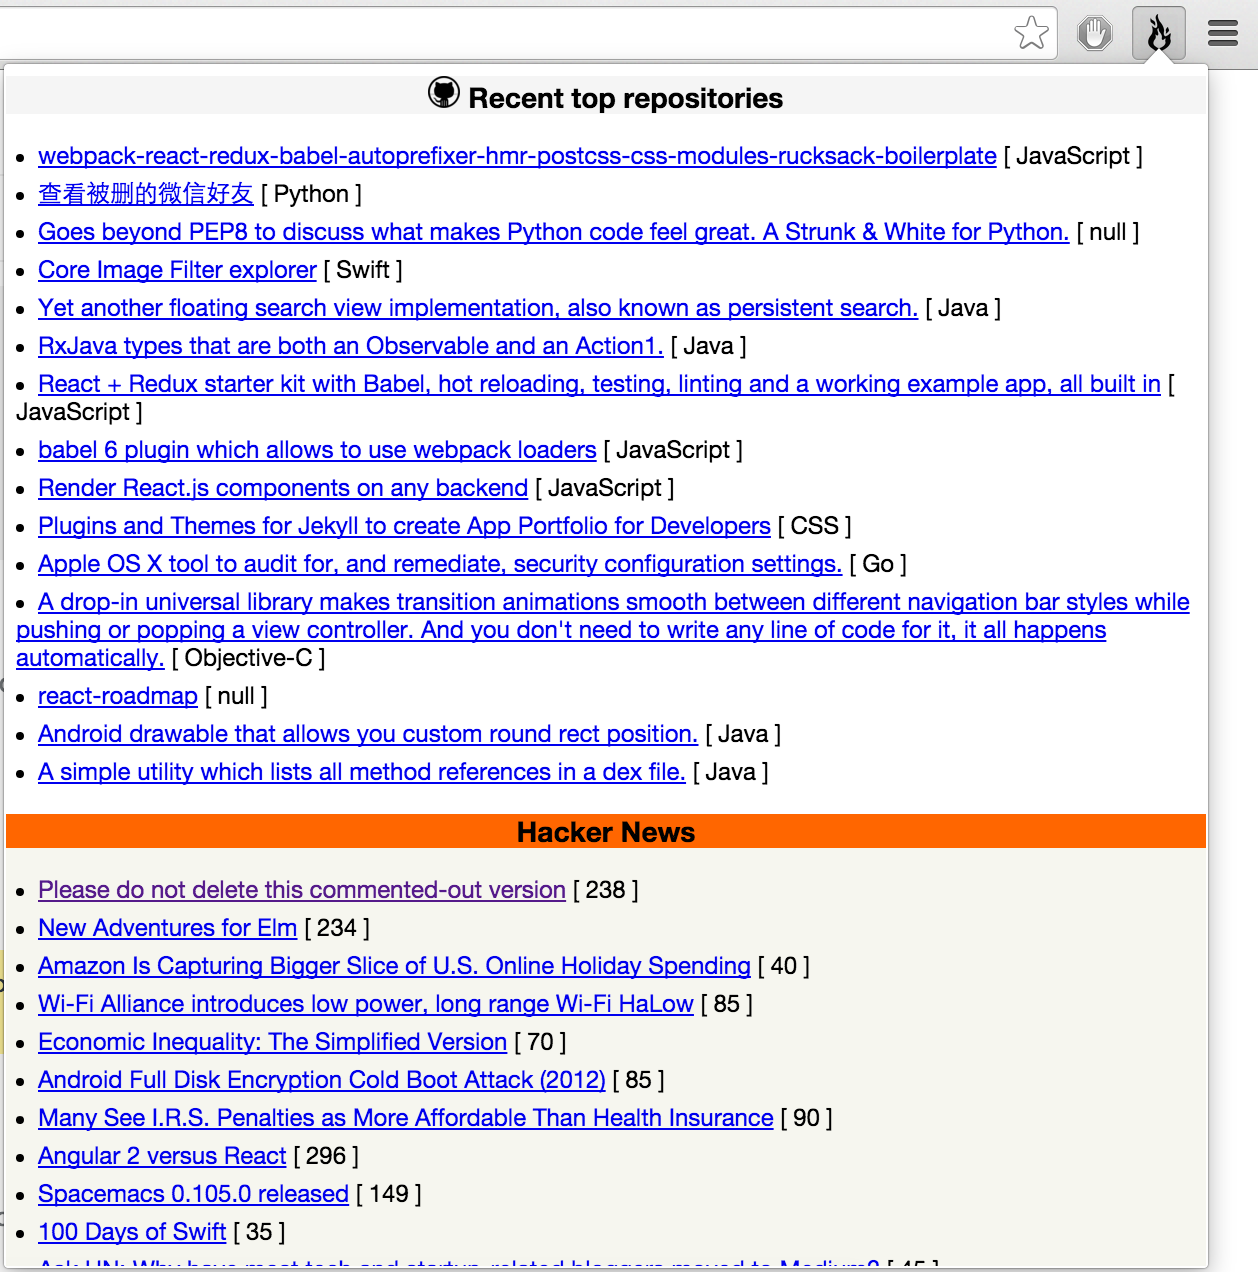 Recent top repositories
webpack-react-redux-babel-autoprefixer-hmr-postcss-css-modules-rucksack-boilerplate [ JavaScript ]
查看被删的微信好友 [ Python ]
Goes beyond PEP8 to discuss what makes Python code feel great. A Strunk & White for Python. [ null ]
Core Image Filter explorer [ Swift ]
Yet another floating search view implementation, also known as persistent search. [ Java ]
RxJava types that are both an Observable and an Action1. [ Java ]
React + Redux starter kit with Babel, hot reloading, testing, linting and a working example app, all built in [
JavaScript ]
babel 6 plugin which allows to use webpack loaders [ JavaScript ]
Render React.js components on any backend [ JavaScript ]
Plugins and Themes for Jekyll to create App Portfolio for Developers [ CSS ]
Apple OS X tool to audit for, and remediate, security configuration settings. [ Go ]
A drop-in universal library makes transition animations smooth between different navigation bar styles while
pushing or popping a view controller. And you don't need to write any line of code for it, it all happens
automatically. [ Objective-C ]
react-roadmap [ null ]
Android drawable that allows you custom round rect position. [ Java ]
A simple utility which lists all method references in a dex file. [ Java ]
Hacker News
Please do not delete this commented-out version [ 238 ]
New Adventures for Elm [ 234 ]
Amazon Is Capturing Bigger Slice of U.S. Online Holiday Spending [ 40 ]
Wi-Fi Alliance introduces low power, long range Wi-Fi HaLow [ 85 ]
Economic Inequality: The Simplified Version [ 70 ]
Android Full Disk Encryption Cold Boot Attack (2012) [ 85 ]
Many See I.R.S. Penalties as More Affordable Than Health Insurance [ 90 ]
Angular 2 versus React [ 296 ]
Spacemacs 0.105.0 released [ 149 ]
100 Days of Swift [ 35 ]
Ask HN: Why have most tech and startup-related bloggers moved to Medium? [ 45 ]